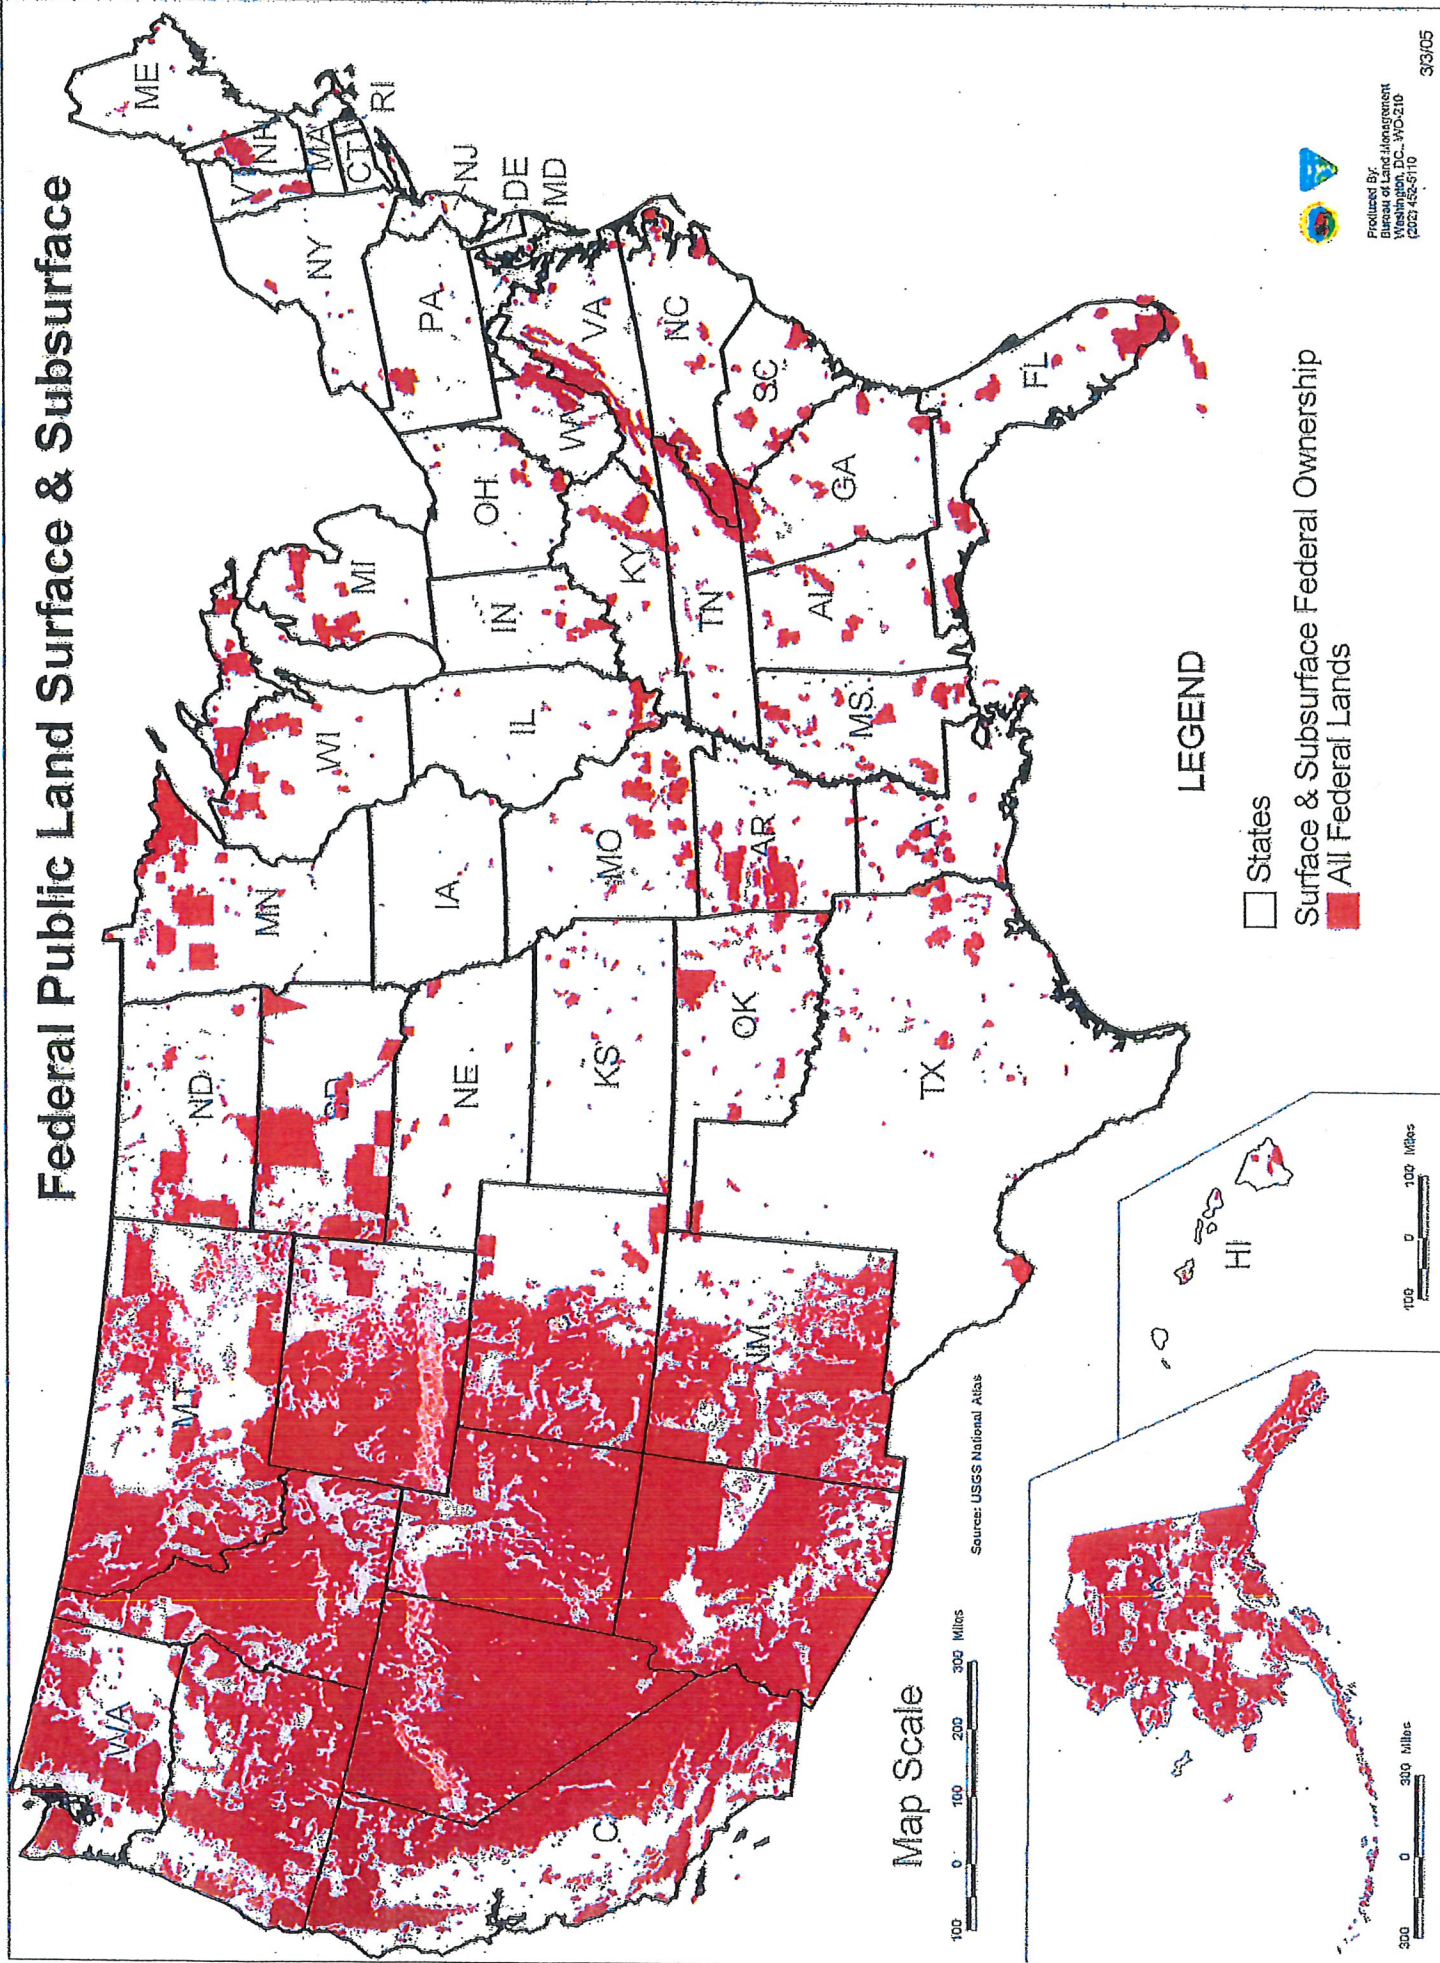 Federal Public Land Surface & Subsurface
WA
MT
ND
MN
WI
MI
NY
VT
NH
ME
MA
CT
RI
NJ
DE
MD
PA
OH
IN
IL
IA
NE
SD
KS
MO
KY
WV
VA
NC
TN
SC
GA
FL
AL
MS
AR
LA
OK
TX
NM
HI
Map Scale
100 0 100 200 300 Miles
Source: USGS National Atlas
LEGEND
States
Surface & Subsurface Federal Ownership
All Federal Lands
300 0 300 Miles
100 0 100 Miles
Produced By:
Bureau of Land Management
Washington, DC.. WO-210
(202) 452-5110
3/3/05